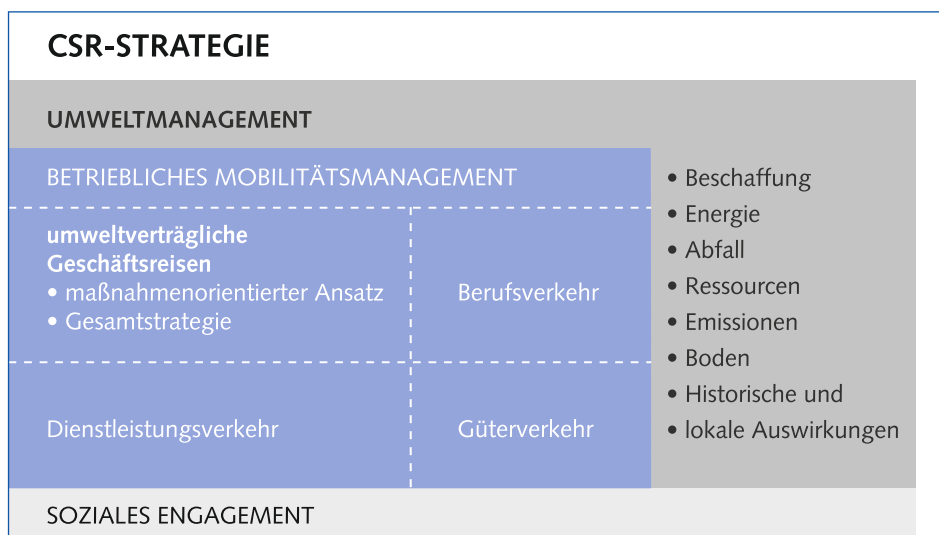 CSR-STRATEGIE
UMWELTMANAGEMENT
BETRIEBLICHES MOBILITÄTSMANAGEMENT
umweltverträgliche
Geschäftsreisen
• maßnahmenorientierter Ansatz
• Gesamtstrategie
Berufsverkehr
Dienstleistungsverkehr
Güterverkehr
• Beschaffung
• Energie
• Abfall
• Ressourcen
• Emissionen
• Boden
• Historische und
• lokale Auswirkungen
SOZIALES ENGAGEMENT